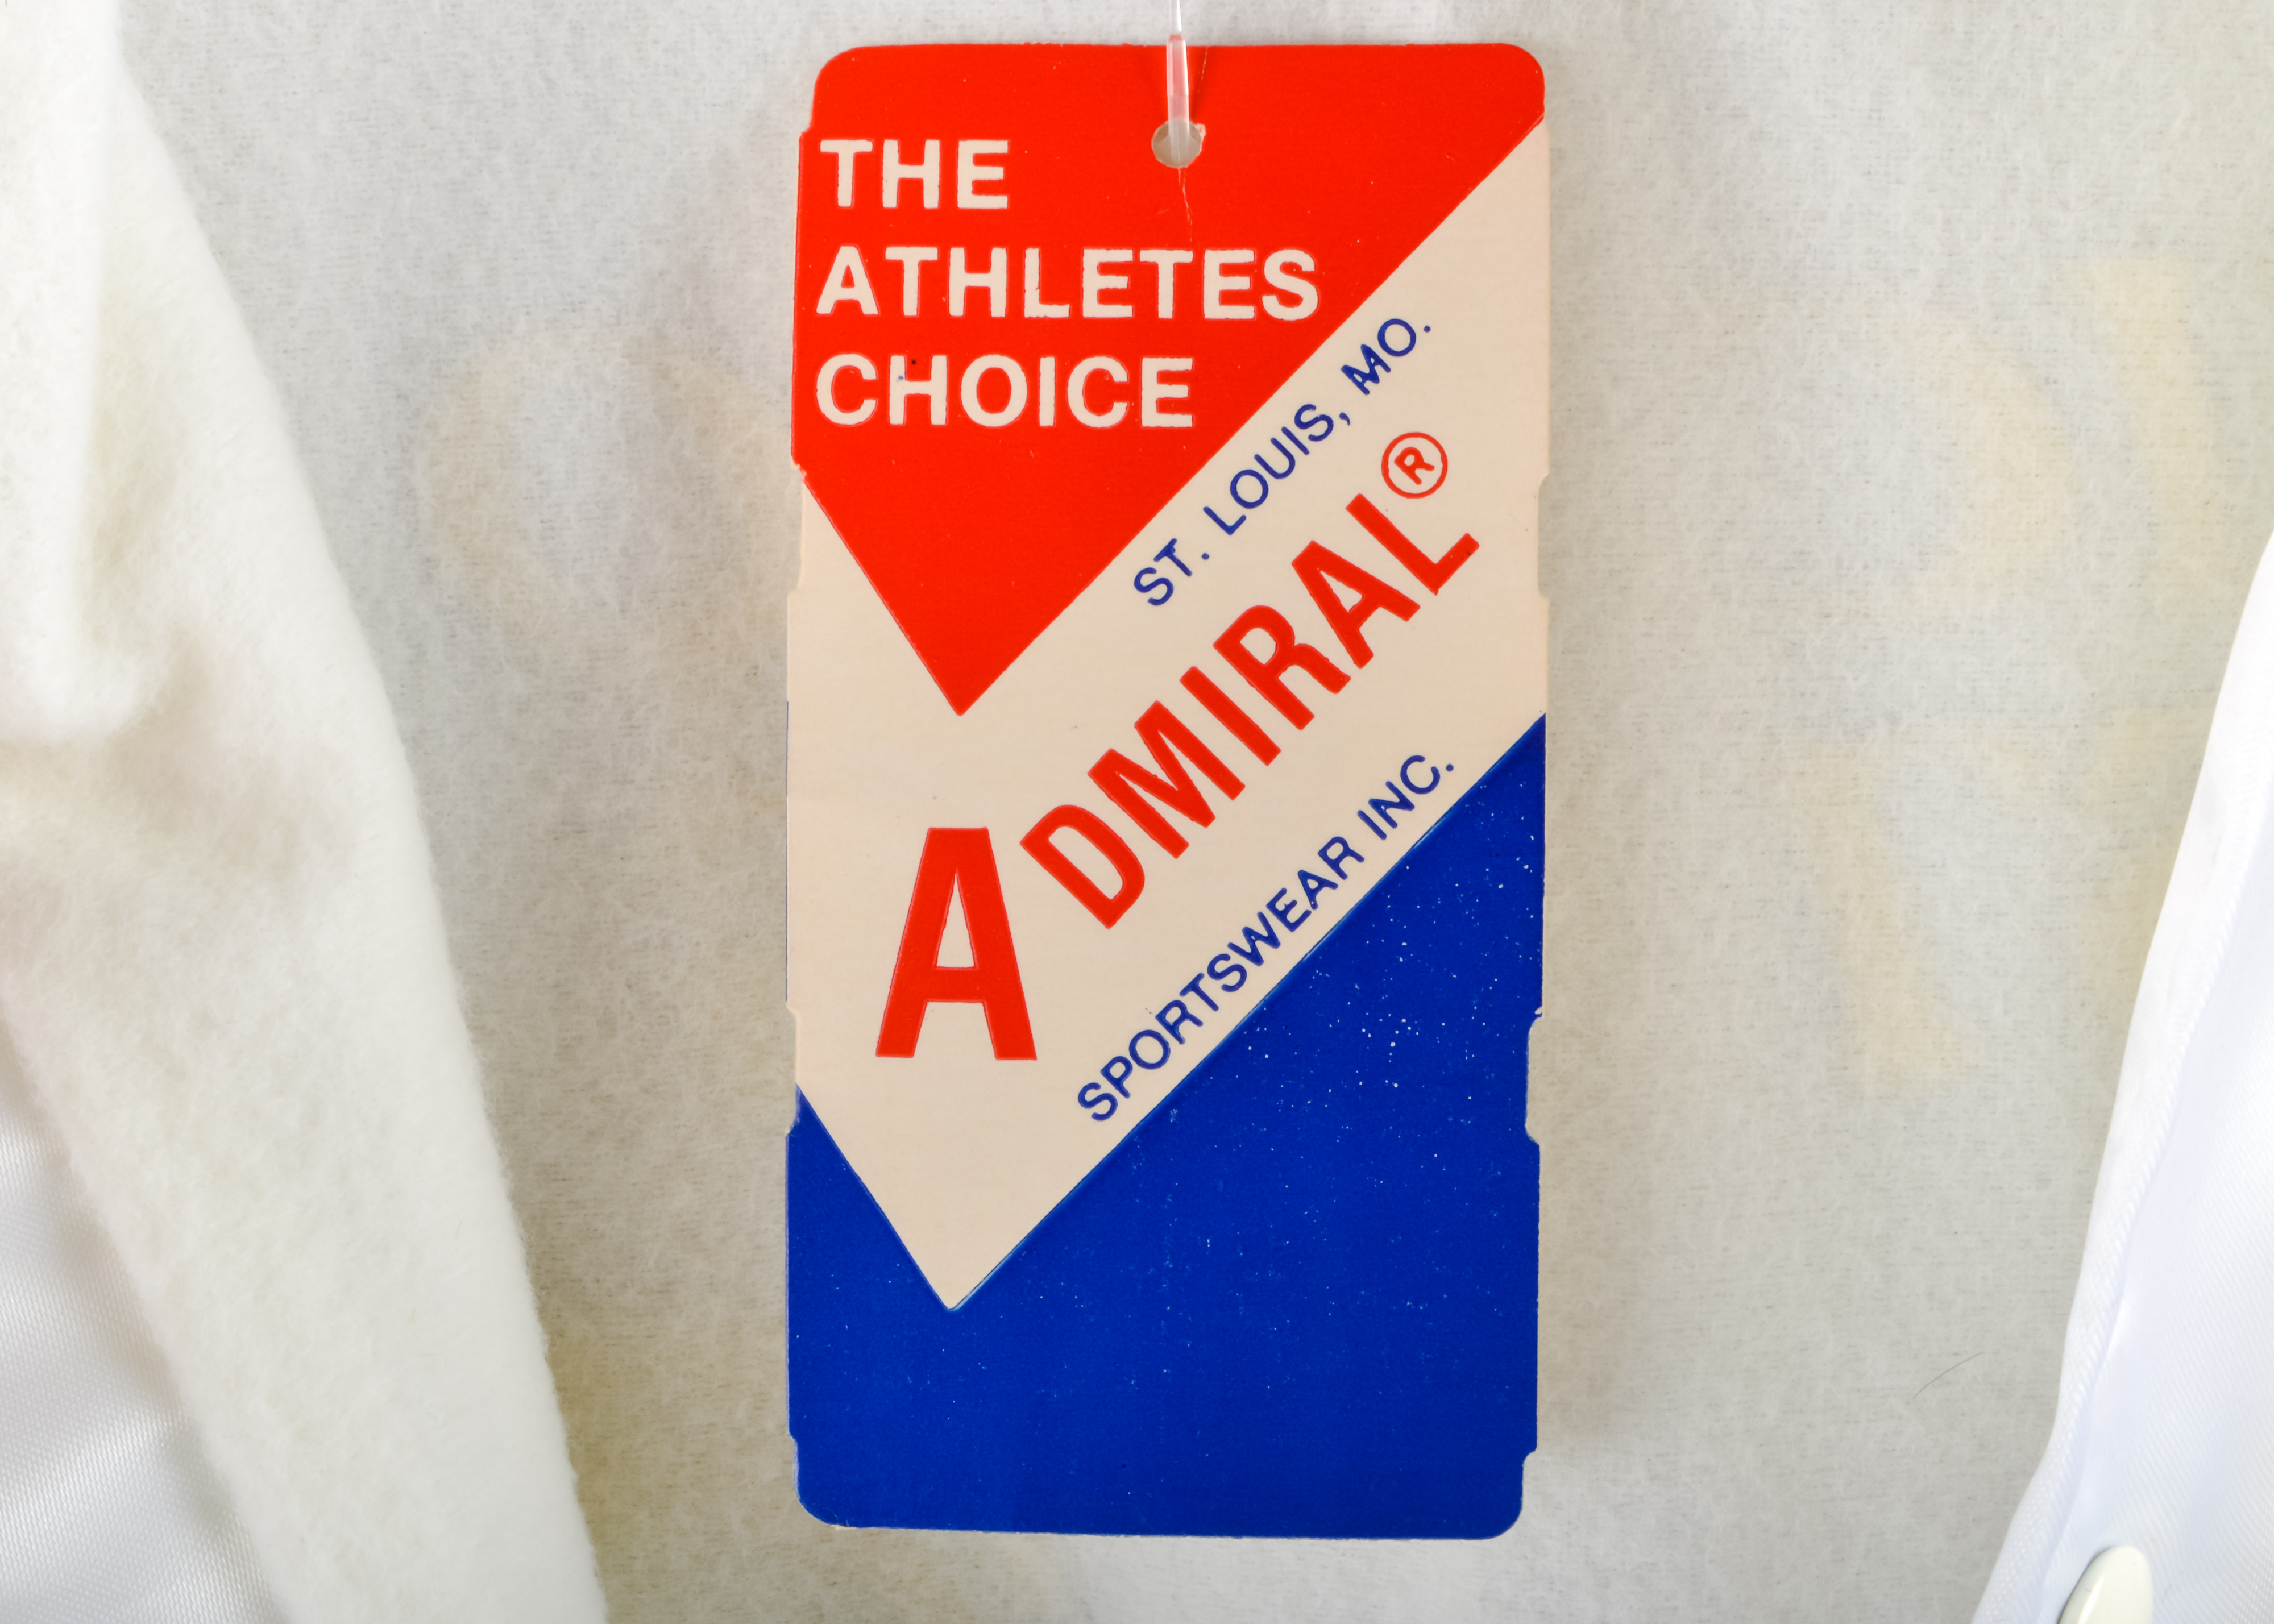 THE
ATHLETES
CHOICE
ST. LOUIS, MO.
ADMIRAL®
SPORTSWEAR INC.